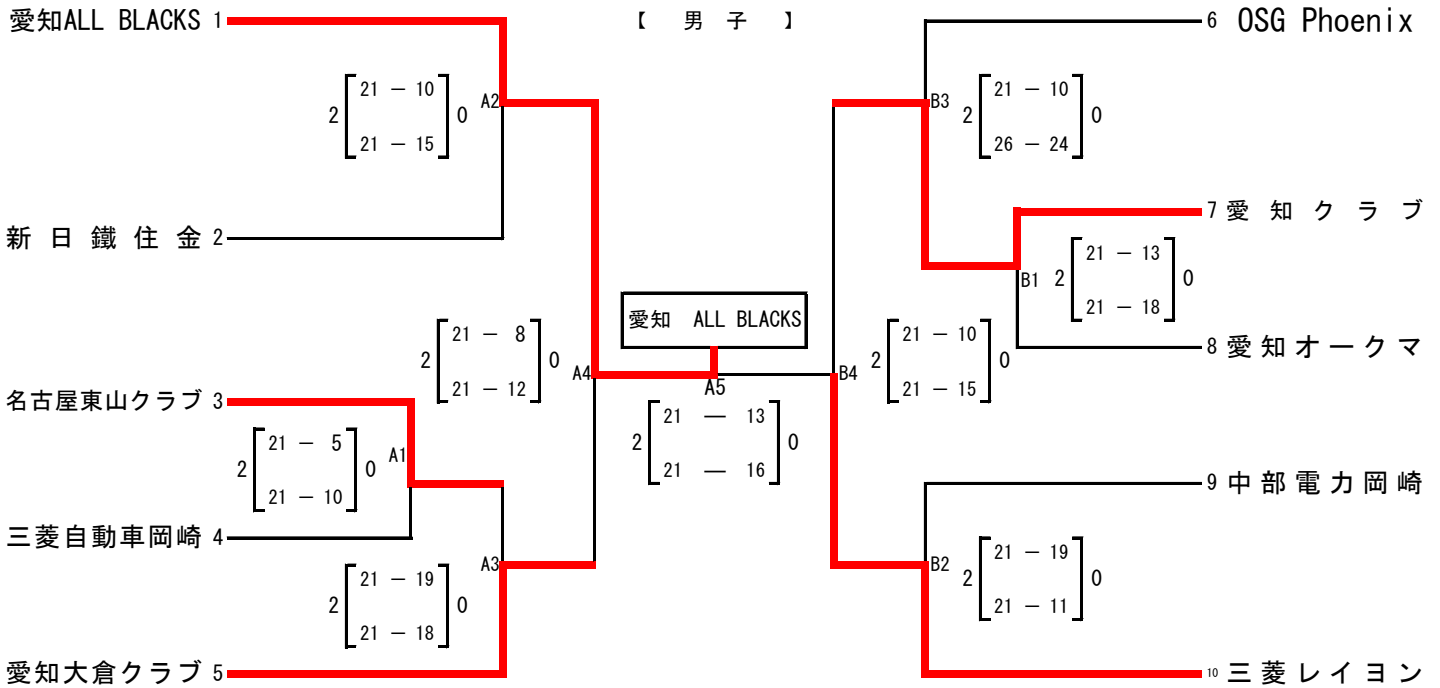 愛知ALL BLACKS 1
【 男 子 】
6 OSG Phoenix
A2
2 21 － 10 0
21 － 15
B3
2 21 － 10 0
26 － 24
新日鐵住金 2
7 愛知クラブ
B1
2 21 － 13 0
21 － 18
愛知 ALL BLACKS
8 愛知オークマ
2 21 － 8 0
21 － 12
A4
A5
2 21 — 13 0
21 — 16
B4
2 21 － 10 0
21 － 15
名古屋東山クラブ 3
A1
2 21 － 5 0
21 － 10
三菱自動車岡崎 4
9 中部電力岡崎
A3
2 21 － 19 0
21 － 18
B2
2 21 － 19 0
21 － 11
愛知大倉クラブ 5
10 三菱レイヨン